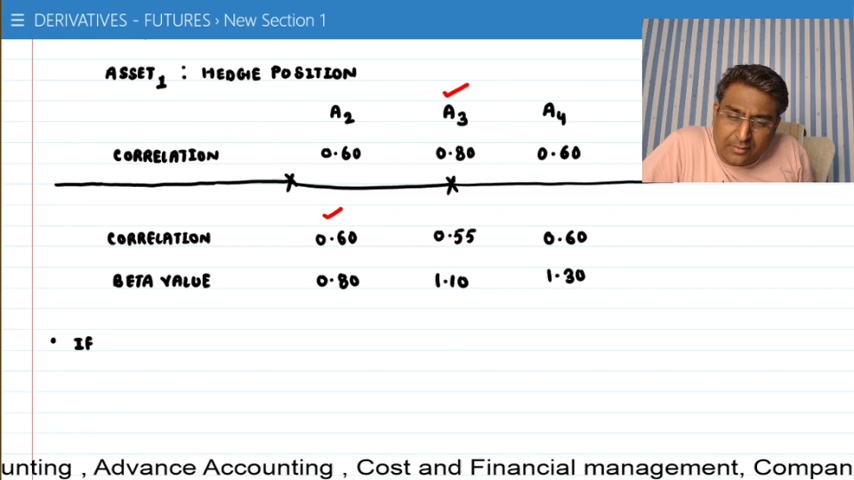 DERIVATIVES - FUTURES › New Section 1
ASSET1 : HEDGE POSITION
A2 A3 A4
CORRELATION 0.60 0.80 0.60
CORRELATION 0.60 0.55 0.60
BETA VALUE 0.80 1.10 1.30
• IF
unting , Advance Accounting , Cost and Financial management, Compan